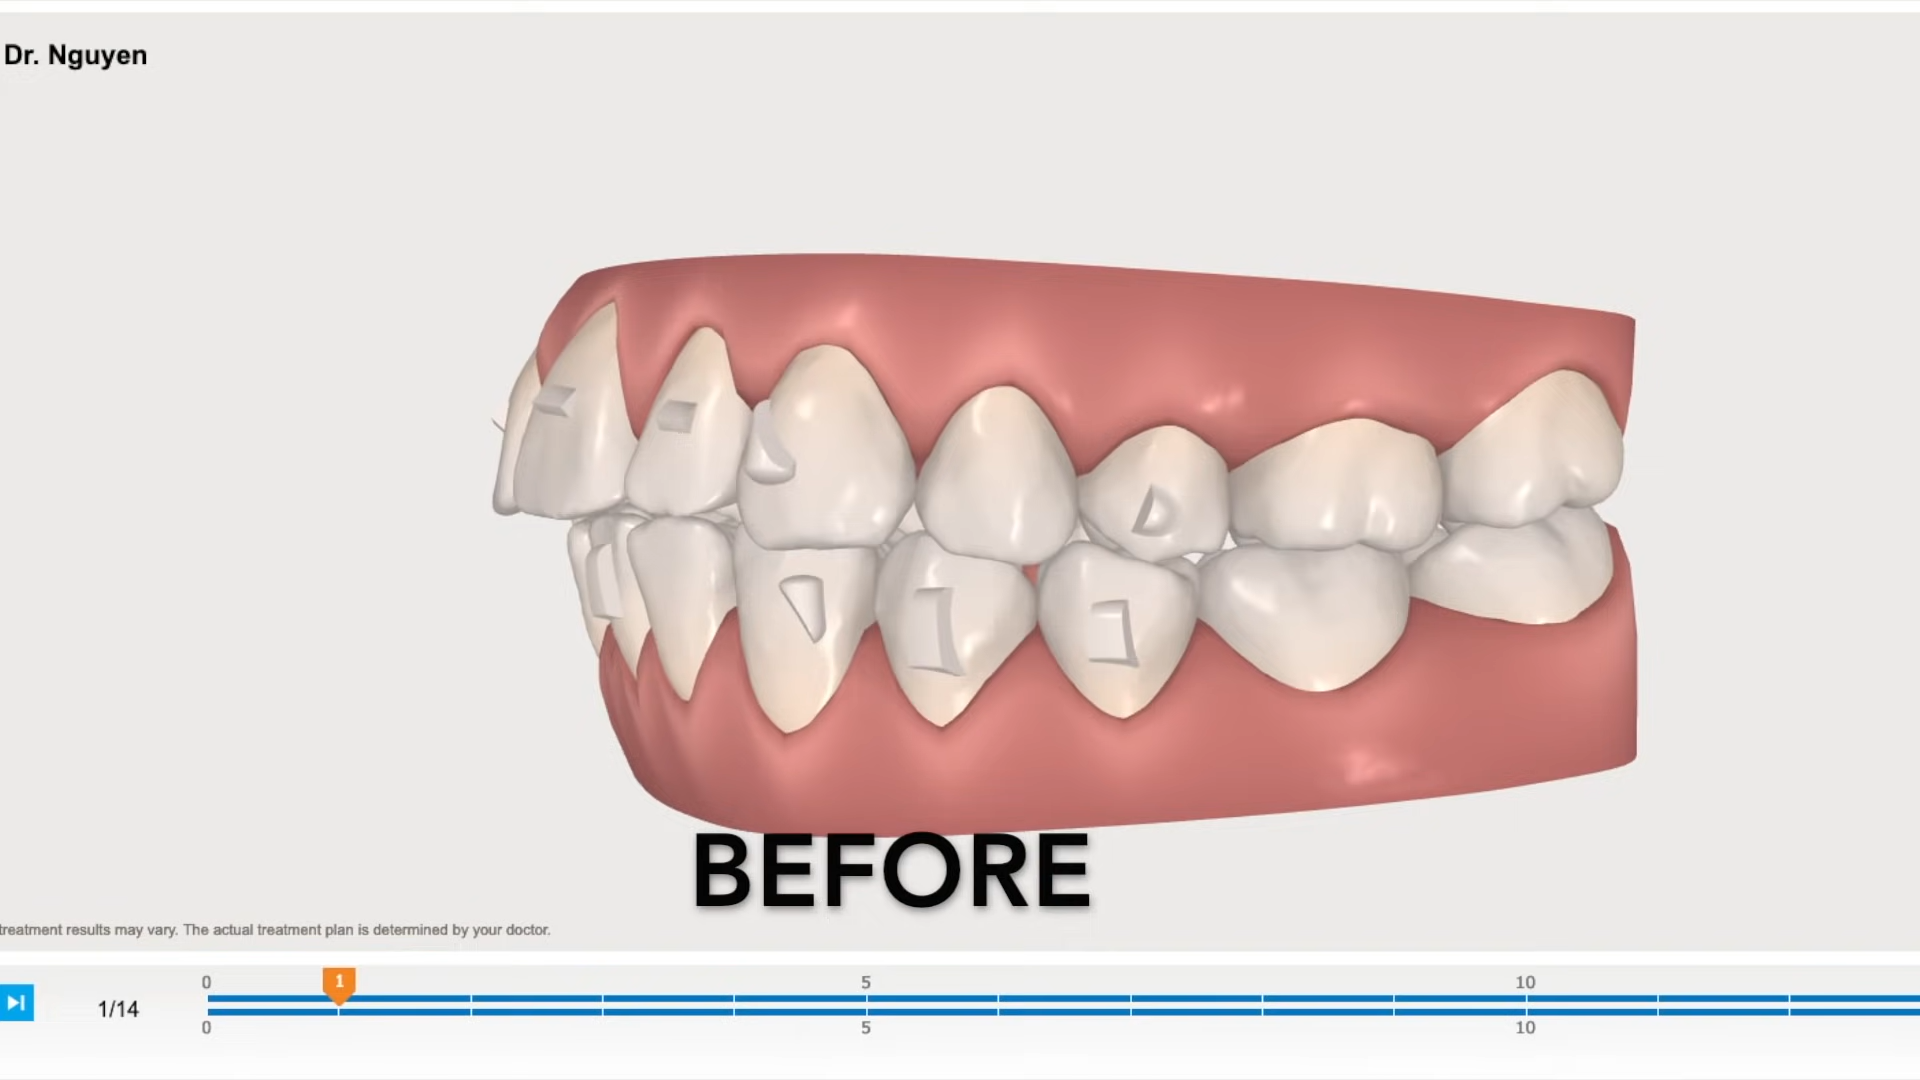 Dr. Nguyen
BEFORE
treatment results may vary. The actual treatment plan is determined by your doctor.
0 1 5 10
1/14
0 5 10